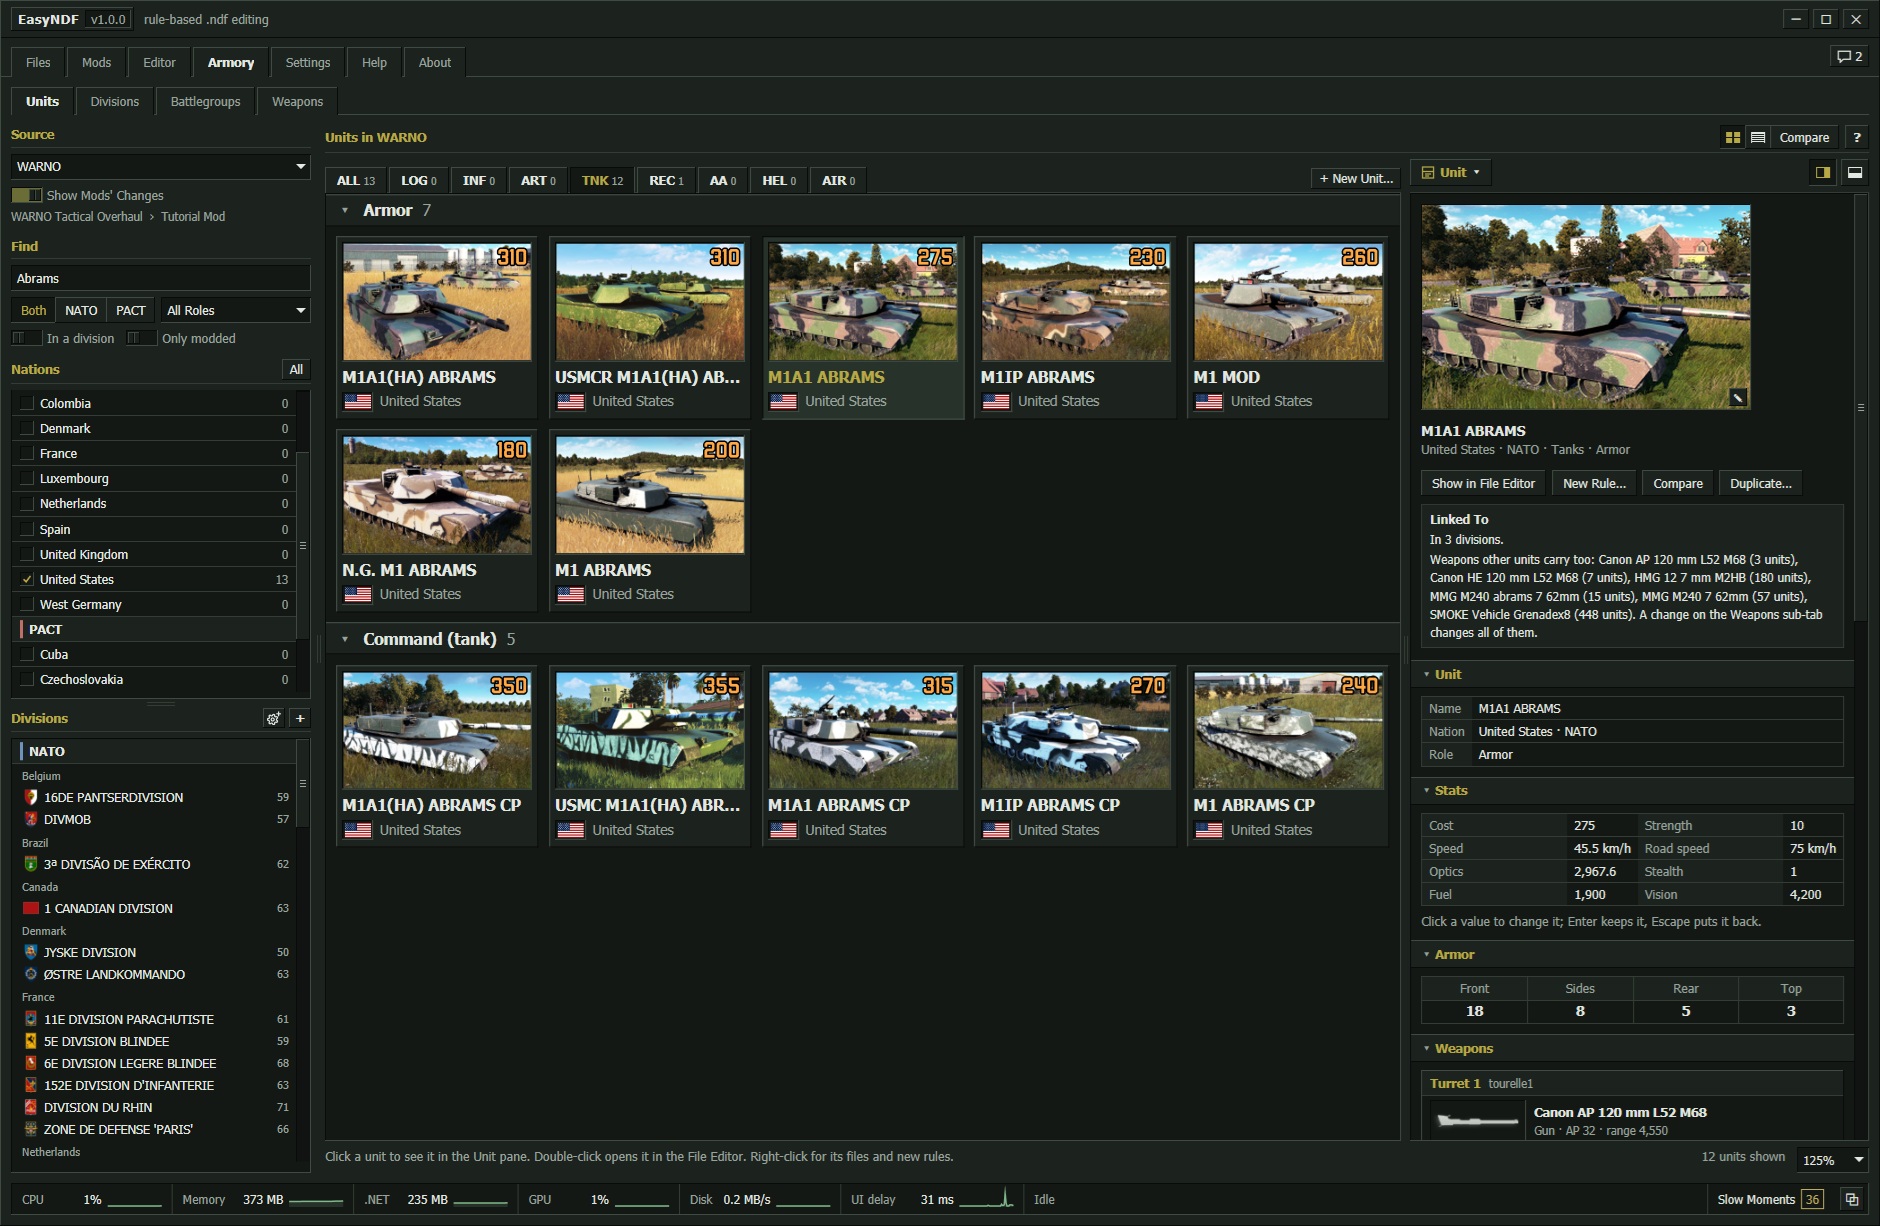 EasyNDF v1.0.0 rule-based .ndf editing
Files Mods Editor Armory Settings Help About 2
Units Divisions Battlegroups Weapons
Source
WARNO
Show Mods' Changes
WARNO Tactical Overhaul › Tutorial Mod
Find
Abrams
Both NATO PACT All Roles
In a division Only modded
Nations All
Colombia 0
Denmark 0
France 0
Luxembourg 0
Netherlands 0
Spain 0
United Kingdom 0
United States 13
West Germany 0
PACT
Cuba 0
Czechoslovakia 0
Divisions +
NATO
Belgium
16DE PANTSERDIVISION 59
DIVMOB 57
Brazil
3ª DIVISÃO DE EXÉRCITO 62
Canada
1 CANADIAN DIVISION 63
Denmark
JYSKE DIVISION 50
ØSTRE LANDKOMMANDO 63
France
11E DIVISION PARACHUTISTE 61
5E DIVISION BLINDEE 59
6E DIVISION LEGERE BLINDEE 68
152E DIVISION D'INFANTERIE 63
DIVISION DU RHIN 71
ZONE DE DEFENSE 'PARIS' 66
Netherlands
Units in WARNO Compare ?
ALL 13 LOG 0 INF 0 ART 0 TNK 12 REC 1 AA 0 HEL 0 AIR 0 + New Unit...
Armor 7
310 310 275 230 260
M1A1(HA) ABRAMS USMCR M1A1(HA) AB... M1A1 ABRAMS M1IP ABRAMS M1 MOD
United States United States United States United States United States
180 200
N.G. M1 ABRAMS M1 ABRAMS
United States United States
Command (tank) 5
350 355 315 270 240
M1A1(HA) ABRAMS CP USMC M1A1(HA) ABR... M1A1 ABRAMS CP M1IP ABRAMS CP M1 ABRAMS CP
United States United States United States United States United States
Click a unit to see it in the Unit pane. Double-click opens it in the File Editor. Right-click for its files and new rules.
12 units shown 125%
Unit
M1A1 ABRAMS
United States · NATO · Tanks · Armor
Show in File Editor New Rule... Compare Duplicate...
Linked To
In 3 divisions.
Weapons other units carry too: Canon AP 120 mm L52 M68 (3 units),
Canon HE 120 mm L52 M68 (7 units), HMG 12 7 mm M2HB (180 units),
MMG M240 abrams 7 62mm (15 units), MMG M240 7 62mm (57 units),
SMOKE Vehicle Grenadex8 (448 units). A change on the Weapons sub-tab
changes all of them.
Unit
Name M1A1 ABRAMS
Nation United States · NATO
Role Armor
Stats
Cost 275 Strength 10
Speed 45.5 km/h Road speed 75 km/h
Optics 2,967.6 Stealth 1
Fuel 1,900 Vision 4,200
Click a value to change it; Enter keeps it, Escape puts it back.
Armor
Front Sides Rear Top
18 8 5 3
Weapons
Turret 1 tourelle1
Canon AP 120 mm L52 M68
Gun · AP 32 · range 4,550
CPU 1% Memory 373 MB .NET 235 MB GPU 1% Disk 0.2 MB/s UI delay 31 ms Idle Slow Moments 36